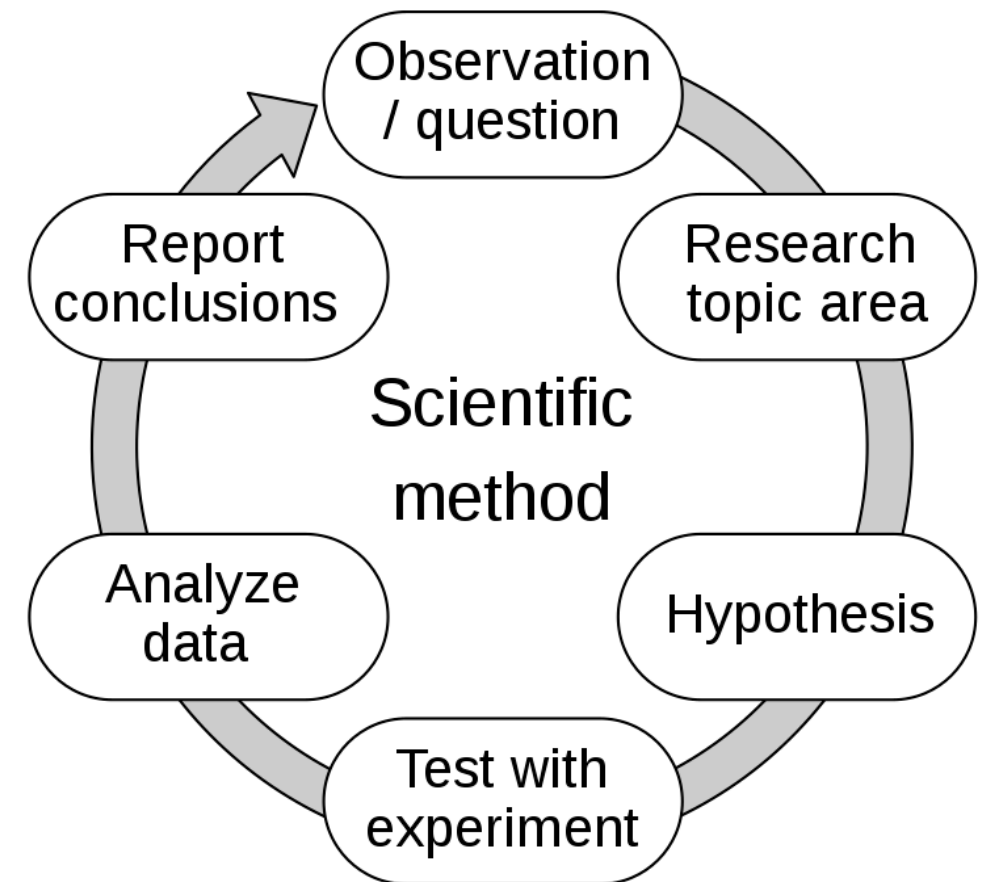 Observation
/ question
Research
topic area
Hypothesis
Test with
experiment
Analyze
data
Report
conclusions
Scientific
method